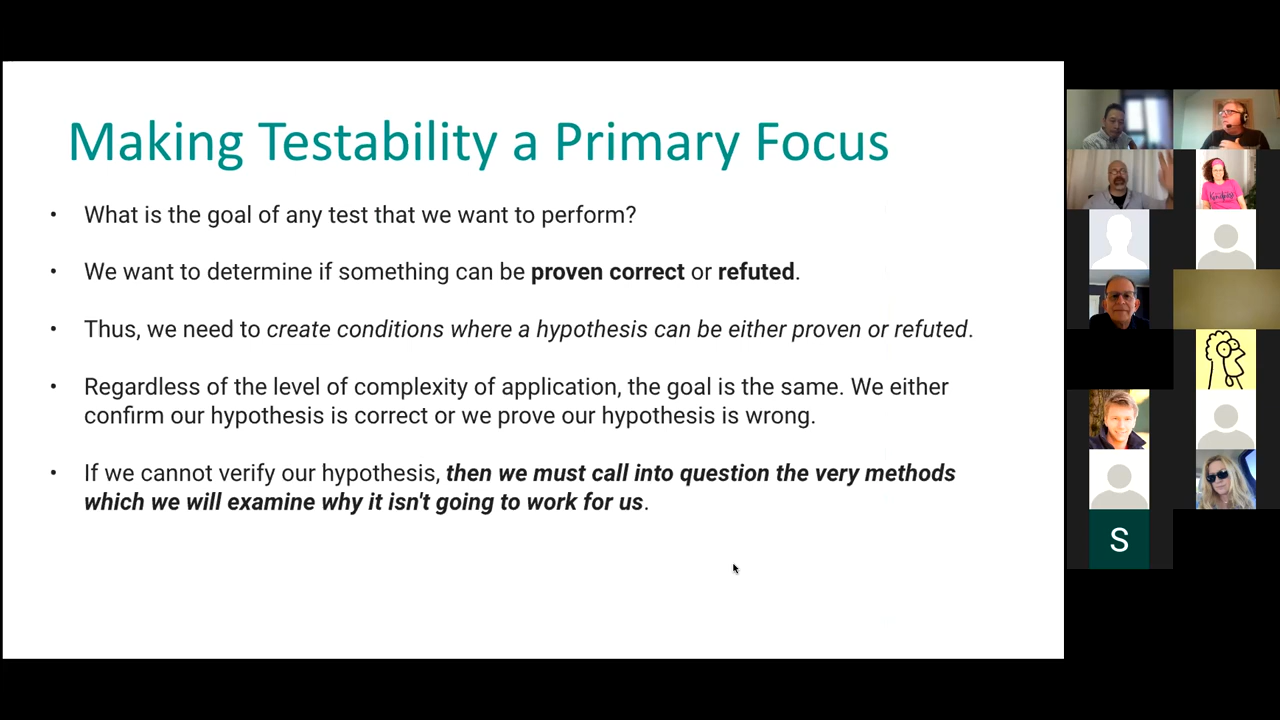 Making Testability a Primary Focus
• What is the goal of any test that we want to perform?
• We want to determine if something can be proven correct or refuted.
• Thus, we need to create conditions where a hypothesis can be either proven or refuted.
• Regardless of the level of complexity of application, the goal is the same. We either
confirm our hypothesis is correct or we prove our hypothesis is wrong.
• If we cannot verify our hypothesis, then we must call into question the very methods
which we will examine why it isn't going to work for us.
S